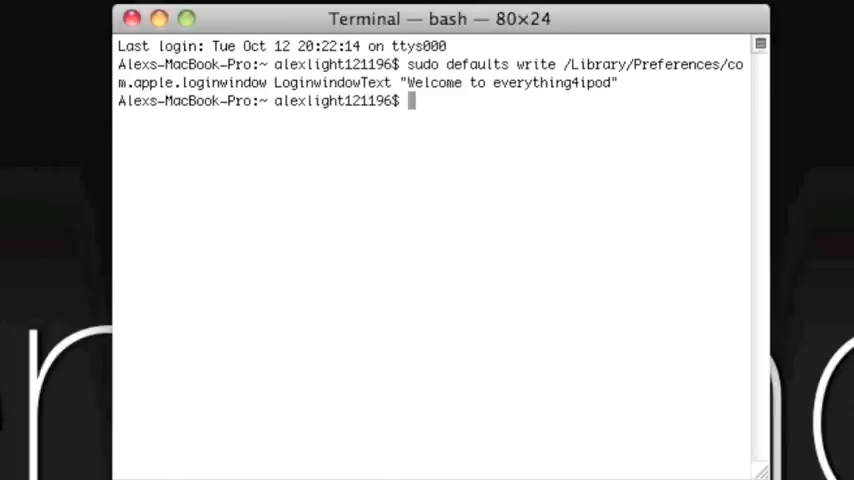 Terminal — bash — 80×24
Last login: Tue Oct 12 20:22:14 on ttys000
Alexs-MacBook-Pro:~ alexlight121196$ sudo defaults write /Library/Preferences/co
m.apple.loginwindow LoginwindowText "Welcome to everything4ipod"
Alexs-MacBook-Pro:~ alexlight121196$